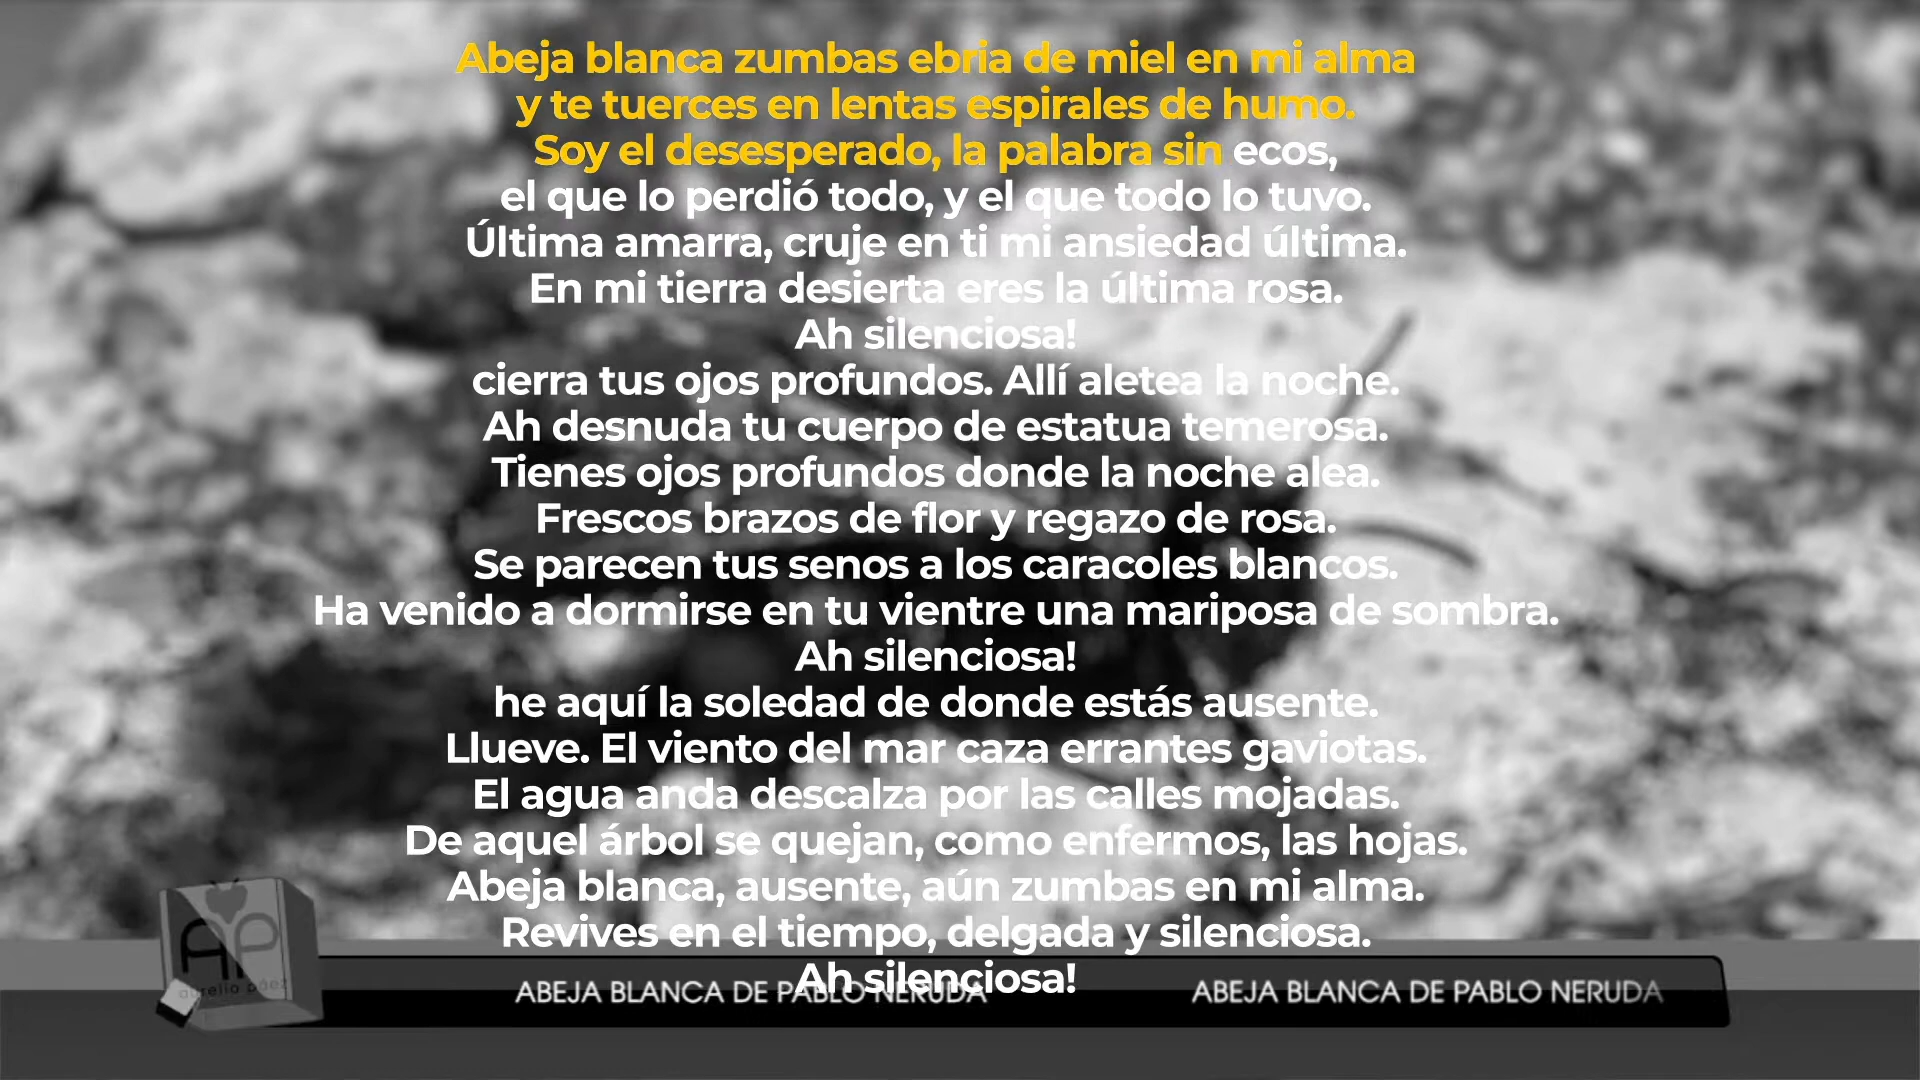 Abeja blanca zumbas ebria de miel en mi alma
y te tuerces en lentas espirales de humo.
Soy el desesperado, la palabra sin ecos,
el que lo perdió todo, y el que todo lo tuvo.
Última amarra, cruje en ti mi ansiedad última.
En mi tierra desierta eres la última rosa.
Ah silenciosa!
cierra tus ojos profundos. Allí aletea la noche.
Ah desnuda tu cuerpo de estatua temerosa.
Tienes ojos profundos donde la noche alea.
Frescos brazos de flor y regazo de rosa.
Se parecen tus senos a los caracoles blancos.
Ha venido a dormirse en tu vientre una mariposa de sombra.
Ah silenciosa!
he aquí la soledad de donde estás ausente.
Llueve. El viento del mar caza errantes gaviotas.
El agua anda descalza por las calles mojadas.
De aquel árbol se quejan, como enfermos, las hojas.
Abeja blanca, ausente, aún zumbas en mi alma.
Revives en el tiempo, delgada y silenciosa.
Ah silenciosa!
AP
aurelio páez
ABEJA BLANCA DE PABLO NERUDA
ABEJA BLANCA DE PABLO NERUDA